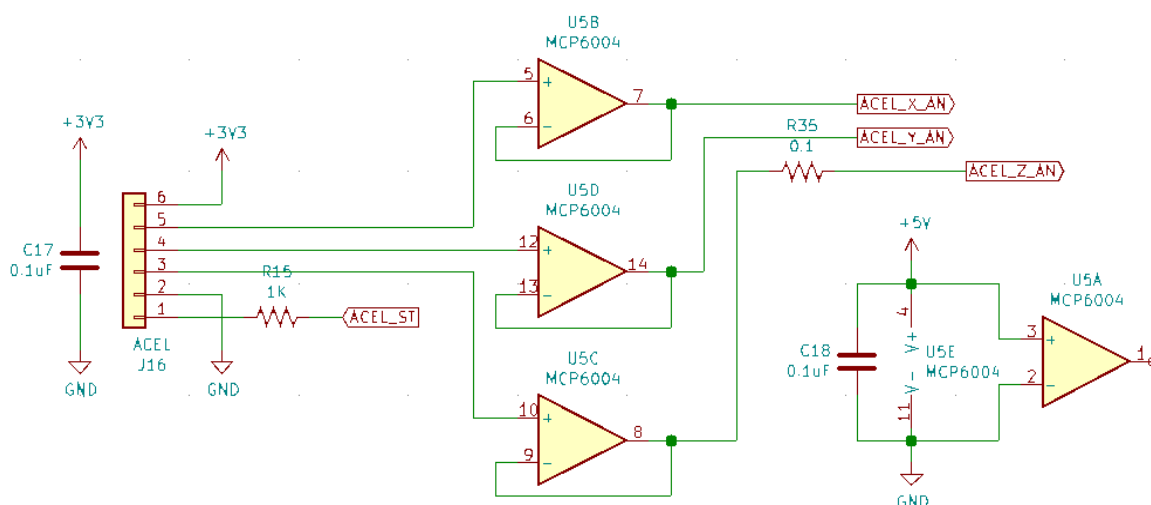 U5B
MCP6004
5
+
7
6
−
ACEL_X_AN
R35
0.1
ACEL_Y_AN
ACEL_Z_AN
+3V3
+3V3
6
5
4
3
2
1
C17
0.1uF
U5D
MCP6004
12
+
14
13
−
R15
1K
ACEL_ST
ACEL
J16
GND
GND
U5C
MCP6004
10
+
8
9
−
+5V
C18
0.1uF
4
V+
U5E
MCP6004
V-
11
GND
U5A
MCP6004
3
+
1
2
−